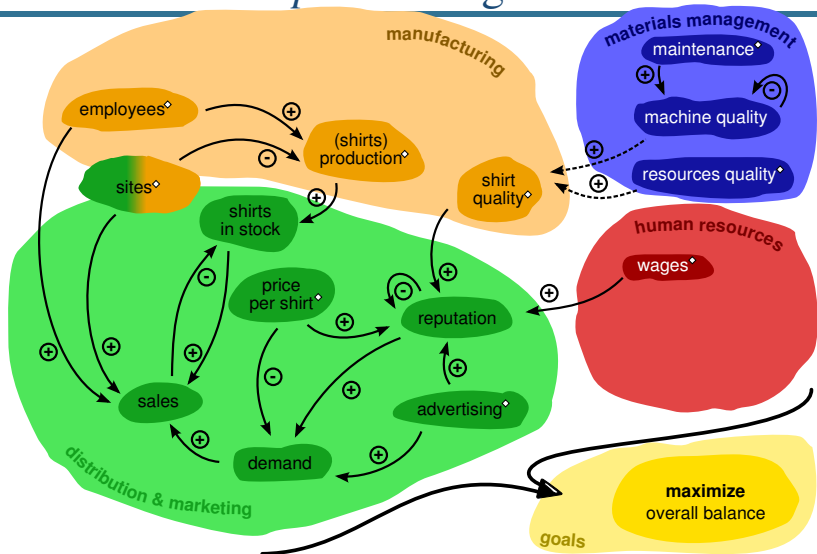 manufacturing
materials management
maintenance
+
-
employees
+
machine quality
(shirts)
production
-
+
sites
+
shirt
quality
resources quality
+
shirts
in stock
human resources
wages
-
price
per shirt
-
+
+
reputation
+
+
+
+
+
-
+
+
sales
advertising
+
demand
+
distribution & marketing
maximize
overall balance
goals